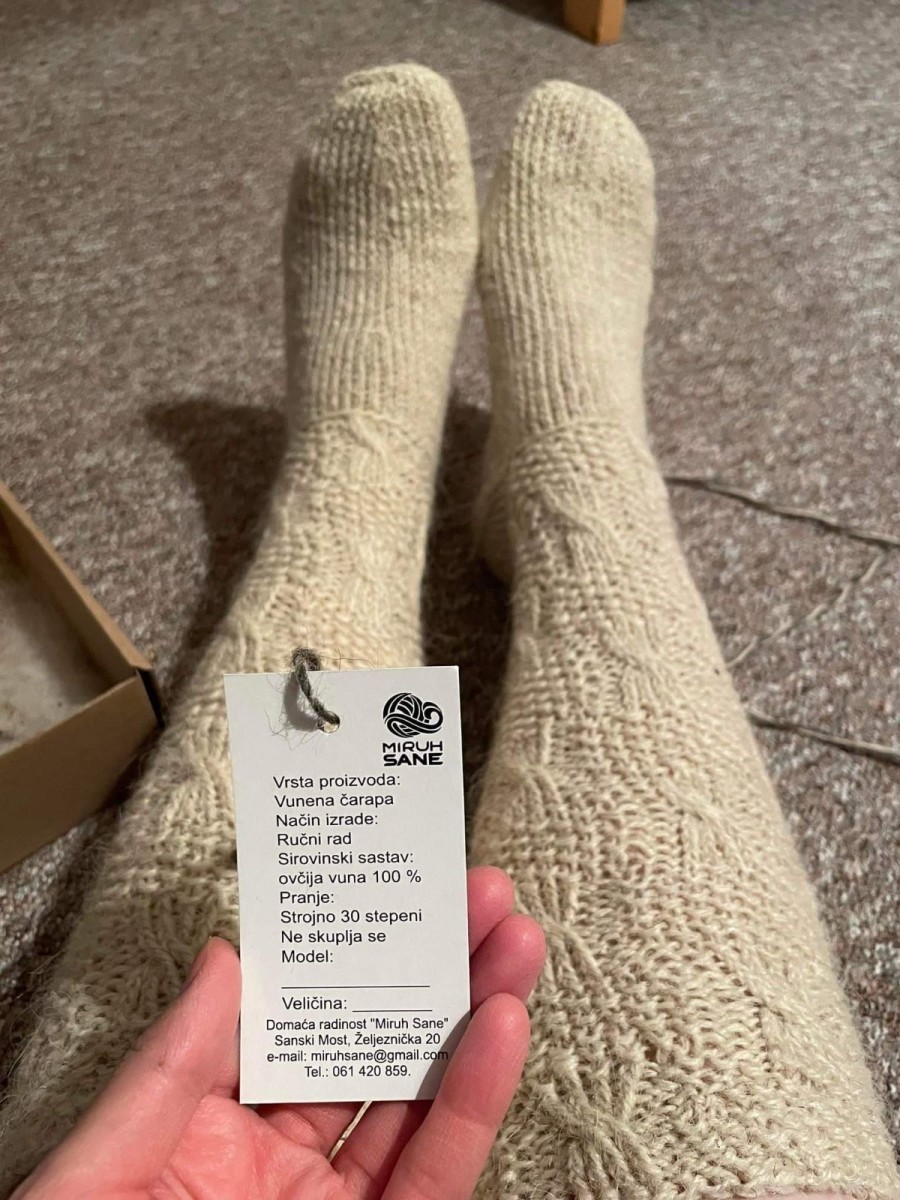 MIRUH
SANE
Vrsta proizvoda:
Vunena čarapa
Način izrade:
Ručni rad
Sirovinski sastav:
ovčija vuna 100 %
Pranje:
Strojno 30 stepeni
Ne skuplja se
Model:
Veličina:
Domaća radinost "Miruh Sane"
Sanski Most, Željeznička 20
e-mail: miruhsane@gmail.com
Tel.: 061 420 859.